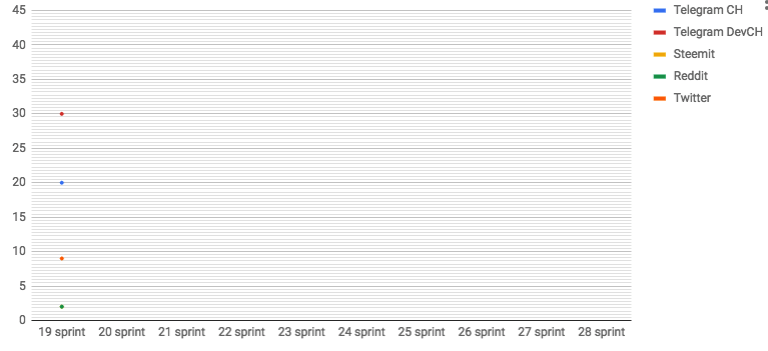 45
40
35
30
25
20
15
10
5
0
19 sprint 20 sprint 21 sprint 22 sprint 23 sprint 24 sprint 25 sprint 26 sprint 27 sprint 28 sprint
Telegram CH
Telegram DevCH
Steemit
Reddit
Twitter